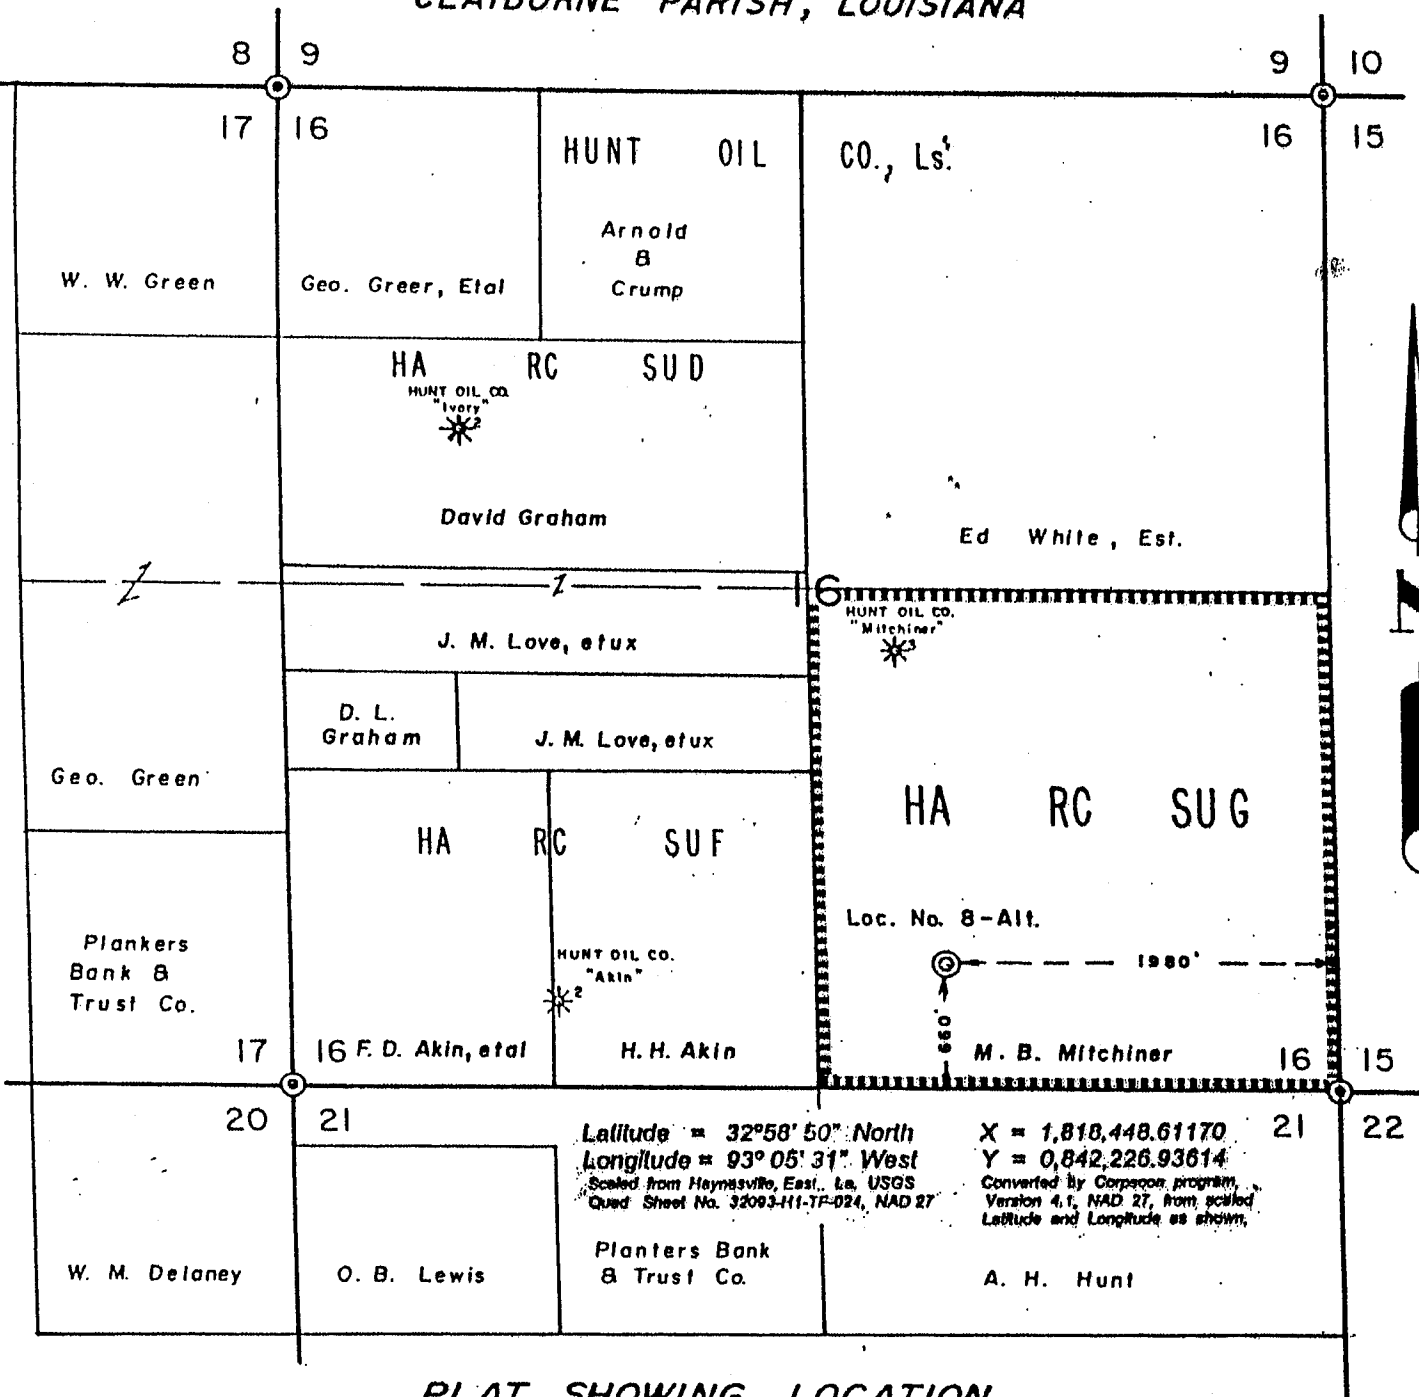 CLAIBORNE PARISH, LOUISIANA
8 9
9 10
17 16
16 15
HUNT OIL CO., Ls.
Arnold
&
Crump
W. W. Green
Geo. Greer, Etal
HA RC SUD
HUNT OIL CO.
"Ivory"
2
David Graham
Ed White, Est.
Z
Z
16
HUNT OIL CO.
"Mitchiner"
3
J. M. Love, etux
D. L.
Graham
J. M. Love, etux
Geo. Green
HA RC SUG
HA RC SUF
Loc. No. 8-Alt.
Plankers
Bank &
Trust Co.
HUNT OIL CO.
"Akin"
2
1980'
660'
17 16
F. D. Akin, etal
H. H. Akin
M. B. Mitchiner
16 15
20 21
21 22
Latitude = 32°58'50" North
Longitude = 93°05'31" West
Scaled from Haynesville, East., La, USGS
Quad Sheet No. 32093-H1-TF-024, NAD 27
X = 1,818,448.61170
Y = 0,842,226.93614
Converted by Corpscon program,
Version 4.1, NAD 27, from scaled
Latitude and Longitude as shown,
W. M. Delaney
O. B. Lewis
Planters Bank
& Trust Co.
A. H. Hunt
PLAT SHOWING LOCATION